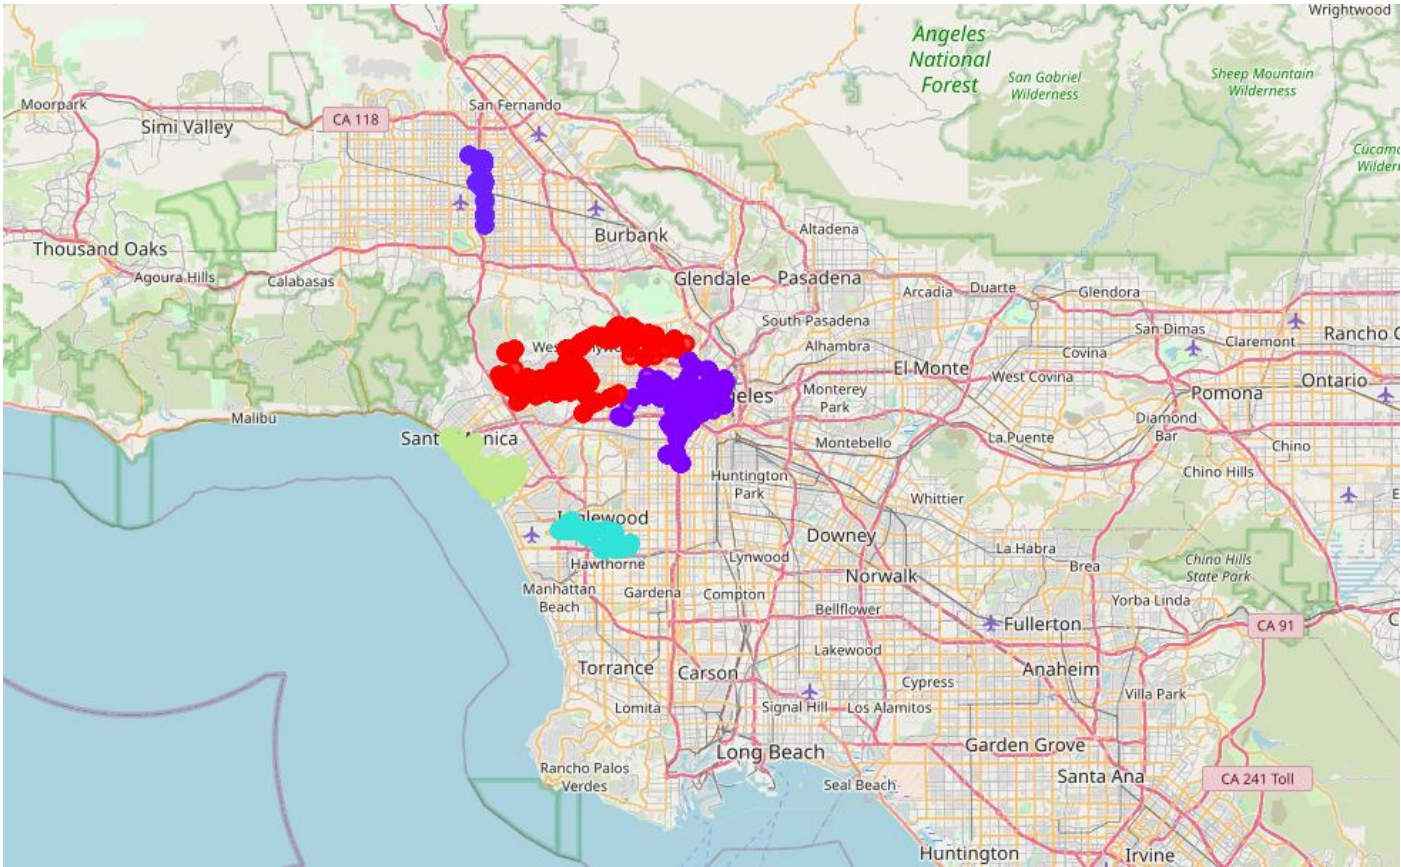 Wrightwood
Angeles
National
Forest
San Gabriel
Wilderness
Sheep Mountain
Wilderness
Moorpark
San Fernando
CA 118
Simi Valley
Thousand Oaks
Burbank
Altadena
Agoura Hills
Calabasas
Glendale
Pasadena
Arcadia
Duarte
Glendora
South Pasadena
San Dimas
Rancho C
Claremont
Alhambra
Covina
El Monte
West Covina
Ontario
Monterey
Park
Pomona
Malibu
Diamond
Bar
La Puente
Montebello
Chino
Chino Hills
Huntington
Park
Whittier
Downey
Hawthorne
Lynwood
La Habra
Brea
Chino Hills
State Park
Norwalk
Manhattan
Beach
Gardena
Compton
Bellflower
Yorba Linda
Fullerton
CA 91
Lakewood
Torrance
Carson
Cypress
Anaheim
Villa Park
Lomita
Signal Hill
Los Alamitos
Long Beach
Garden Grove
Rancho Palos
Verdes
Seal Beach
Santa Ana
CA 241 Toll
Huntington
Irvine